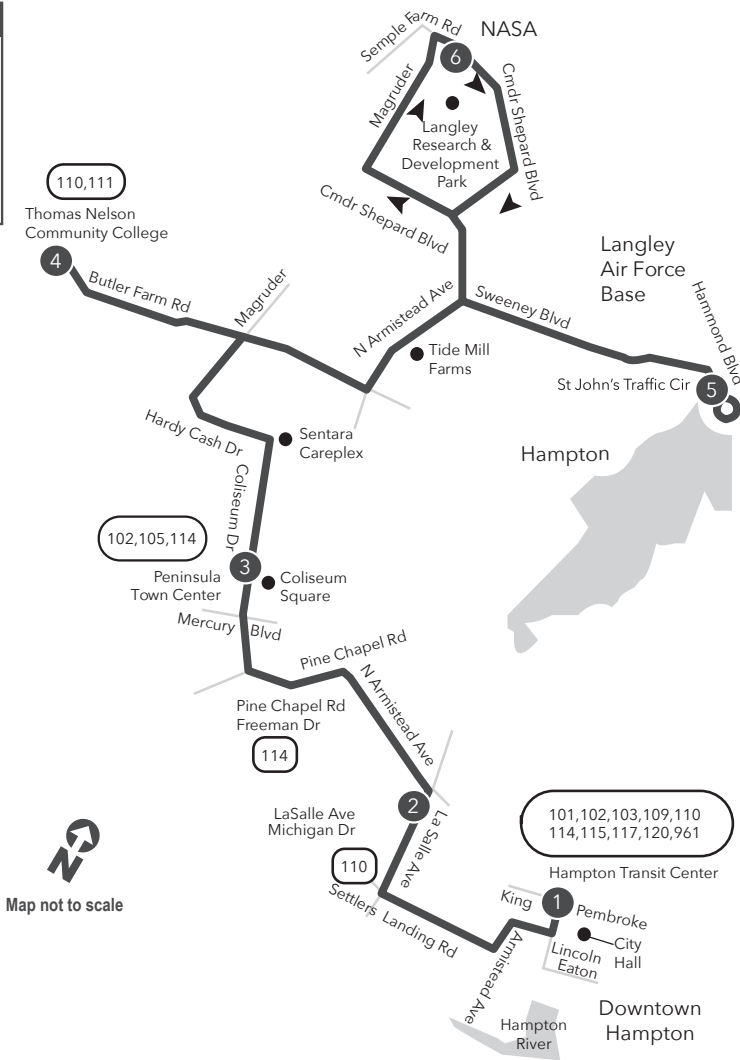 Semple Farm Rd
NASA
6
Magruder
Cmdr Shepard Blvd
Langley
Research &
Development
Park
Cmdr Shepard Blvd
110,111
Thomas Nelson
Community College
4
Butler Farm Rd
Magruder
N Armistead Ave
Sweeney Blvd
Langley
Air Force
Base
Hammond Blvd
Tide Mill
Farms
St John's Traffic Cir
5
Hardy Cash Dr
Sentara
Careplex
Hampton
Coliseum Dr
102,105,114
3
Peninsula
Town Center
Coliseum
Square
Mercury Blvd
Pine Chapel Rd
N Armistead Ave
Pine Chapel Rd
Freeman Dr
114
2
LaSalle Ave
Michigan Dr
La Salle Ave
110
101,102,103,109,110
114,115,117,120,961
Hampton Transit Center
King
1
Pembroke
Settlers Landing Rd
City
Hall
Lincoln
Eaton
Armistead Ave
N
Map not to scale
Downtown
Hampton
Hampton
River